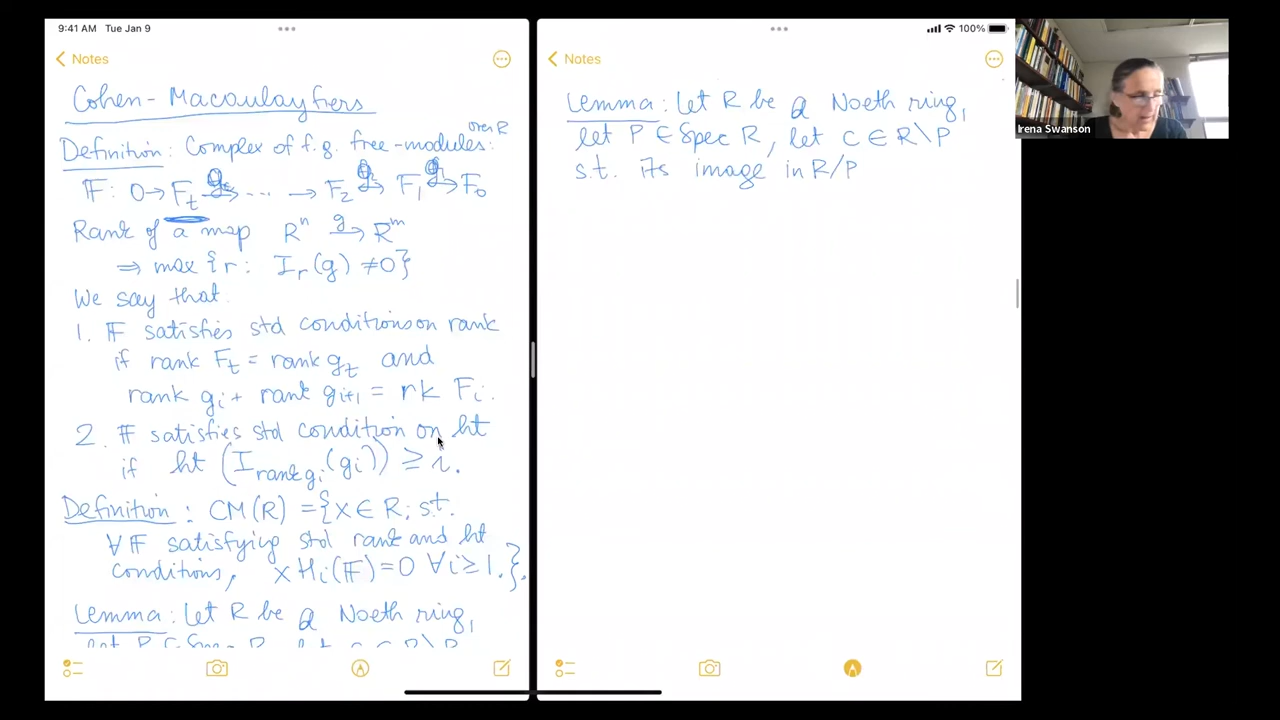 9:41 AM Tue Jan 9
Notes
Cohen-Macaulayfiers
over R
Definition: Complex of f.g. free-modules:
𝔽: 0→F_t →^{g_t} ⋯ → F_2 →^{g_2} F_1 →^{g_1} F_0
Rank of a map R^n →^{g} R^m
⇒ max {r: I_r(g) ≠0}
We say that
1. 𝔽 satisfies std conditions on rank
if rank F_t = rank g_t and
rank g_i + rank g_{i+1} = rk F_i.
2. 𝔽 satisfies std condition on ht
if ht (I_{rank g_i}(g_i)) ≥ i.
Definition: CM(R) = {x ∈ R; s.t.
∀ 𝔽 satisfying std rank and ht
conditions, x H_i(𝔽)=0 ∀i≥1.}.
Lemma: Let R be a Noeth ring,
100%
Notes
Lemma: Let R be a Noeth ring,
let P ∈ Spec R, let c ∈ R\P
s.t. its image in R/P
Irena Swanson